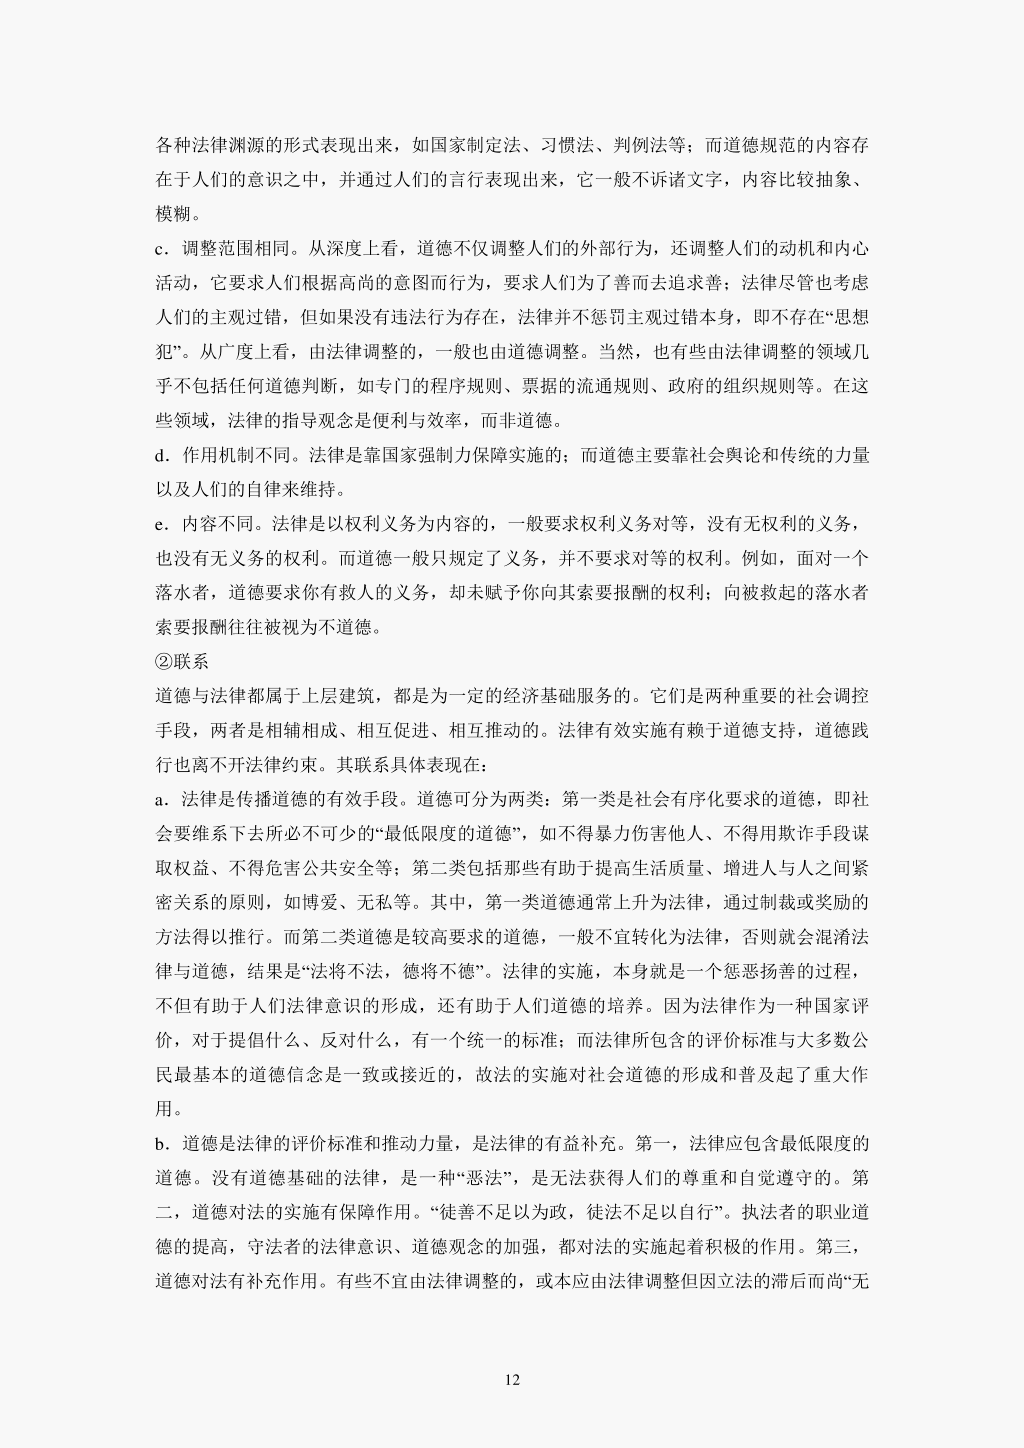 各种法律渊源的形式表现出来，如国家制定法、习惯法、判例法等；而道德规范的内容存
在于人们的意识之中，并通过人们的言行表现出来，它一般不诉诸文字，内容比较抽象、
模糊。
c．调整范围相同。从深度上看，道德不仅调整人们的外部行为，还调整人们的动机和内心
活动，它要求人们根据高尚的意图而行为，要求人们为了善而去追求善；法律尽管也考虑
人们的主观过错，但如果没有违法行为存在，法律并不惩罚主观过错本身，即不存在“思想
犯”。从广度上看，由法律调整的，一般也由道德调整。当然，也有些由法律调整的领域几
乎不包括任何道德判断，如专门的程序规则、票据的流通规则、政府的组织规则等。在这
些领域，法律的指导观念是便利与效率，而非道德。
d．作用机制不同。法律是靠国家强制力保障实施的；而道德主要靠社会舆论和传统的力量
以及人们的自律来维持。
e．内容不同。法律是以权利义务为内容的，一般要求权利义务对等，没有无权利的义务，
也没有无义务的权利。而道德一般只规定了义务，并不要求对等的权利。例如，面对一个
落水者，道德要求你有救人的义务，却未赋予你向其索要报酬的权利；向被救起的落水者
索要报酬往往被视为不道德。
②联系
道德与法律都属于上层建筑，都是为一定的经济基础服务的。它们是两种重要的社会调控
手段，两者是相辅相成、相互促进、相互推动的。法律有效实施有赖于道德支持，道德践
行也离不开法律约束。其联系具体表现在：
a．法律是传播道德的有效手段。道德可分为两类：第一类是社会有序化要求的道德，即社
会要维系下去所必不可少的“最低限度的道德”，如不得暴力伤害他人、不得用欺诈手段谋
取权益、不得危害公共安全等；第二类包括那些有助于提高生活质量、增进人与人之间紧
密关系的原则，如博爱、无私等。其中，第一类道德通常上升为法律，通过制裁或奖励的
方法得以推行。而第二类道德是较高要求的道德，一般不宜转化为法律，否则就会混淆法
律与道德，结果是“法将不法，德将不德”。法律的实施，本身就是一个惩恶扬善的过程，
不但有助于人们法律意识的形成，还有助于人们道德的培养。因为法律作为一种国家评
价，对于提倡什么、反对什么，有一个统一的标准；而法律所包含的评价标准与大多数公
民最基本的道德信念是一致或接近的，故法的实施对社会道德的形成和普及起了重大作
用。
b．道德是法律的评价标准和推动力量，是法律的有益补充。第一，法律应包含最低限度的
道德。没有道德基础的法律，是一种“恶法”，是无法获得人们的尊重和自觉遵守的。第
二，道德对法的实施有保障作用。“徒善不足以为政，徒法不足以自行”。执法者的职业道
德的提高，守法者的法律意识、道德观念的加强，都对法的实施起着积极的作用。第三，
道德对法有补充作用。有些不宜由法律调整的，或本应由法律调整但因立法的滞后而尚“无
12